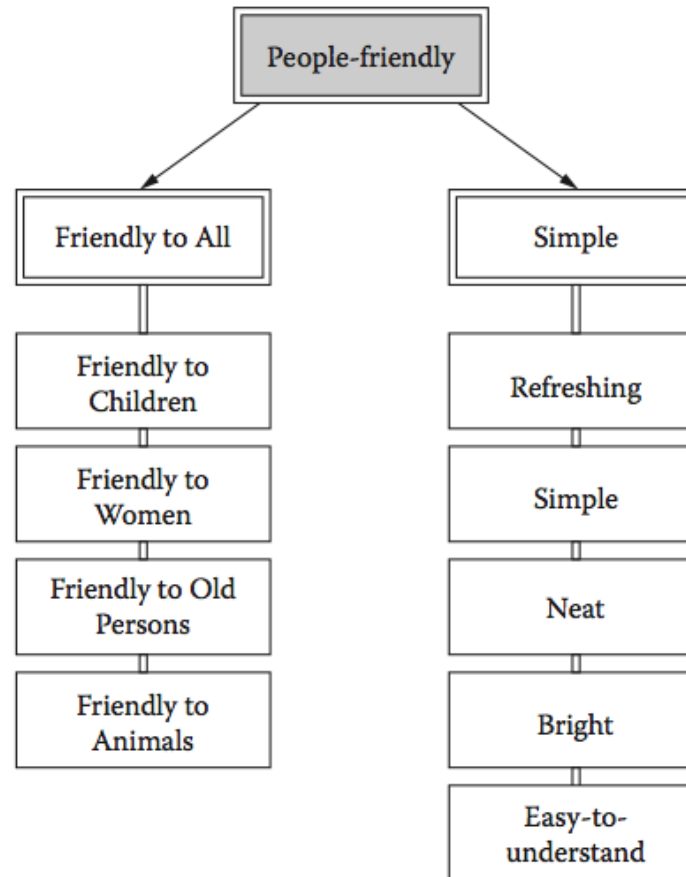 People-friendly
Friendly to All
Friendly to
Children
Friendly to
Women
Friendly to Old
Persons
Friendly to
Animals
Simple
Refreshing
Simple
Neat
Bright
Easy-to-
understand